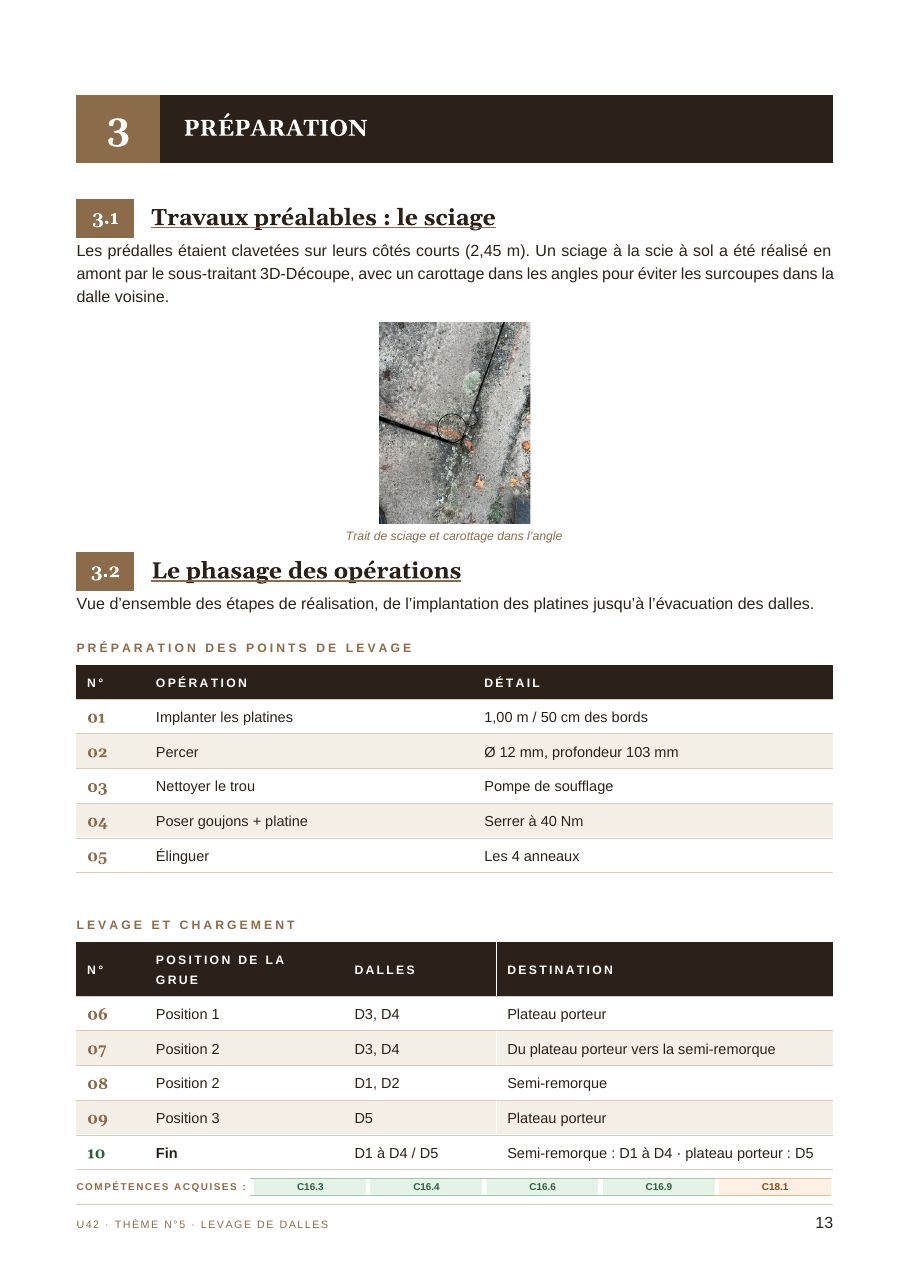 3 PRÉPARATION
3.1 Travaux préalables : le sciage
Les prédalles étaient clavetées sur leurs côtés courts (2,45 m). Un sciage à la scie à sol a été réalisé en
amont par le sous-traitant 3D-Découpe, avec un carottage dans les angles pour éviter les surcoupes dans la
dalle voisine.
Trait de sciage et carottage dans l’angle
3.2 Le phasage des opérations
Vue d’ensemble des étapes de réalisation, de l’implantation des platines jusqu’à l’évacuation des dalles.
PRÉPARATION DES POINTS DE LEVAGE
N° OPÉRATION DÉTAIL
01 Implanter les platines 1,00 m / 50 cm des bords
02 Percer Ø 12 mm, profondeur 103 mm
03 Nettoyer le trou Pompe de soufflage
04 Poser goujons + platine Serrer à 40 Nm
05 Élinguer Les 4 anneaux
LEVAGE ET CHARGEMENT
N° POSITION DE LA GRUE DALLES DESTINATION
06 Position 1 D3, D4 Plateau porteur
07 Position 2 D3, D4 Du plateau porteur vers la semi-remorque
08 Position 2 D1, D2 Semi-remorque
09 Position 3 D5 Plateau porteur
10 Fin D1 à D4 / D5 Semi-remorque : D1 à D4 · plateau porteur : D5
COMPÉTENCES ACQUISES : C16.3 C16.4 C16.6 C16.9 C18.1
U42 · THÈME N°5 · LEVAGE DE DALLES 13